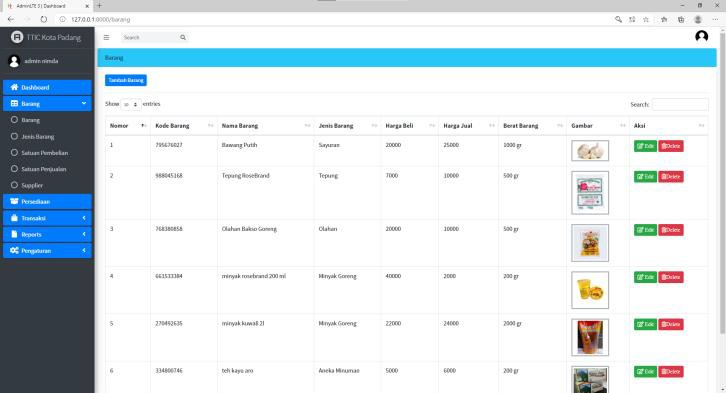 AdminLTE 3 | Dashboard
127.0.0.1:8000/barang
TTIC Kota Padang
Search
admin nimda
Barang
Dashboard
Barang
Barang
Jenis Barang
Satuan Pembelian
Satuan Penjualan
Supplier
Persediaan
Transaksi
Reports
Pengaturan
Tambah Barang
Show 10 entries
Search:
Nomor Kode Barang Nama Barang Jenis Barang Harga Beli Harga Jual Berat Barang Gambar Aksi
1 795676027 Bawang Putih Sayuran 20000 25000 1000 gr Edit Delete
2 988045168 Tepung RoseBrand Tepung 7000 10000 500 gr Edit Delete
3 768380858 Olahan Bakso Goreng Olahan 20000 10000 500 gr Edit Delete
4 661533384 minyak rosebrand 200 ml Minyak Goreng 40000 2000 200 gr Edit Delete
5 270492635 minyak kuwali 2l Minyak Goreng 22000 24000 2000 gr Edit Delete
6 334800746 teh kayu aro Aneka Minuman 5000 6000 200 gr Edit Delete